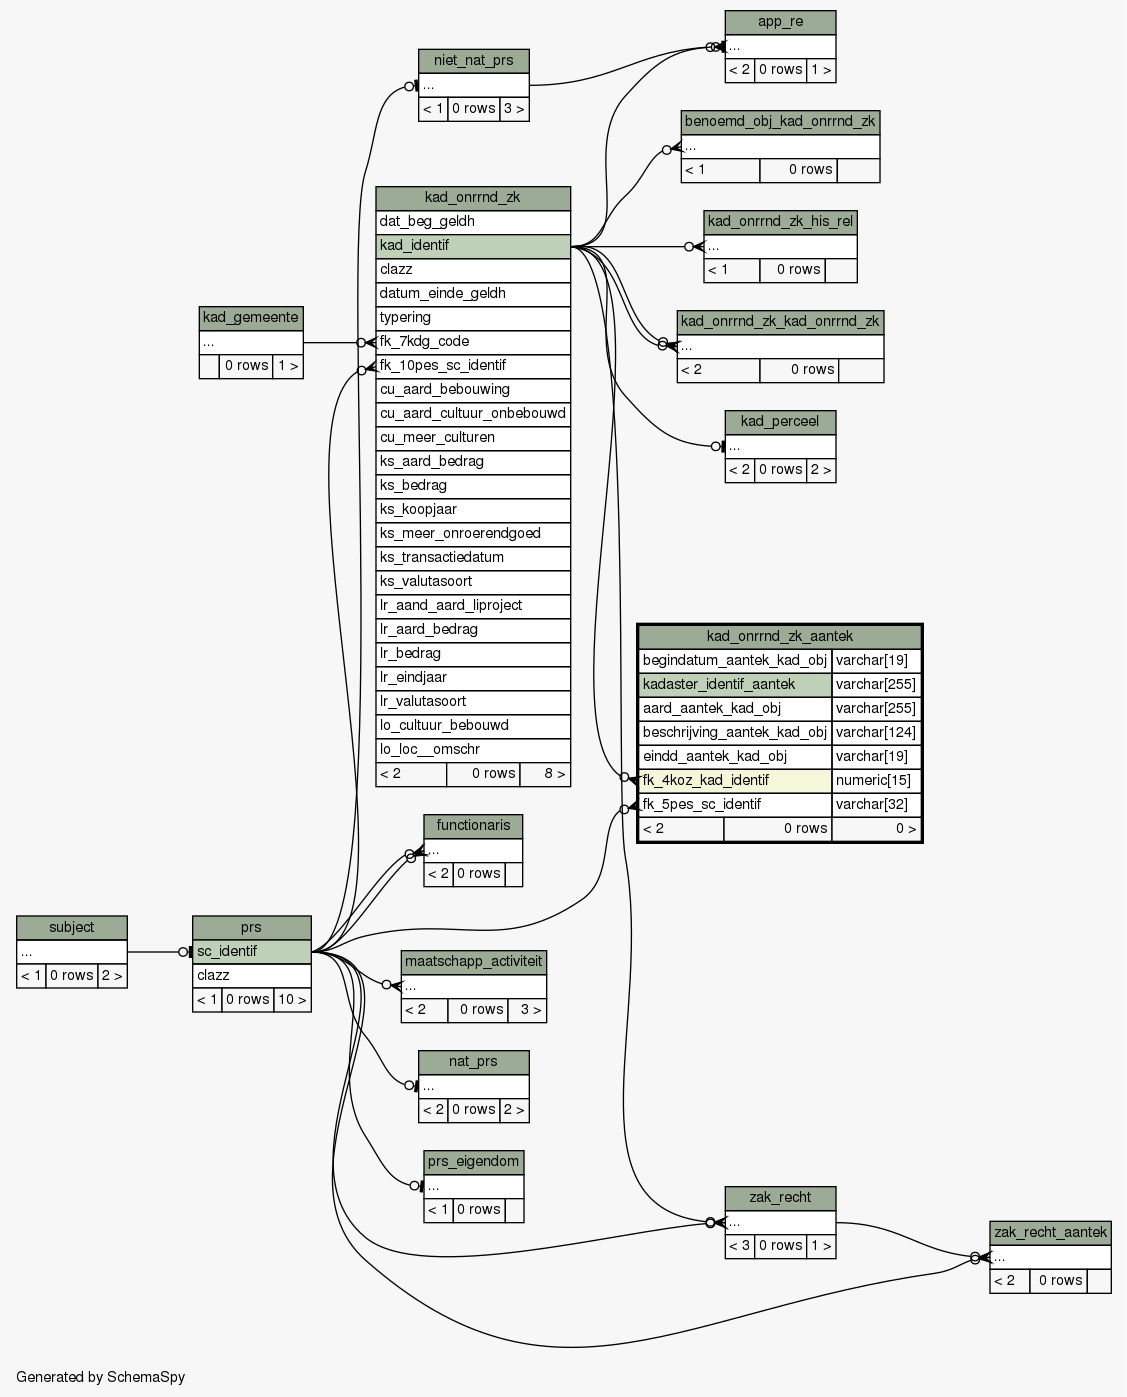 app_re
...
< 2 0 rows 1 >
niet_nat_prs
...
< 1 0 rows 3 >
benoemd_obj_kad_onrrnd_zk
...
< 1 0 rows
kad_onrrnd_zk
dat_beg_geldh
kad_identif
clazz
datum_einde_geldh
typering
fk_7kdg_code
fk_10pes_sc_identif
cu_aard_bebouwing
cu_aard_cultuur_onbebouwd
cu_meer_culturen
ks_aard_bedrag
ks_bedrag
ks_koopjaar
ks_meer_onroerendgoed
ks_transactiedatum
ks_valutasoort
lr_aand_aard_liproject
lr_aard_bedrag
lr_bedrag
lr_eindjaar
lr_valutasoort
lo_cultuur_bebouwd
lo_loc__omschr
< 2 0 rows 8 >
kad_onrrnd_zk_his_rel
...
< 1 0 rows
kad_gemeente
...
0 rows 1 >
kad_onrrnd_zk_kad_onrrnd_zk
...
< 2 0 rows
kad_perceel
...
< 2 0 rows 2 >
kad_onrrnd_zk_aantek
begindatum_aantek_kad_obj varchar[19]
kadaster_identif_aantek varchar[255]
aard_aantek_kad_obj varchar[255]
beschrijving_aantek_kad_obj varchar[124]
eindd_aantek_kad_obj varchar[19]
fk_4koz_kad_identif numeric[15]
fk_5pes_sc_identif varchar[32]
< 2 0 rows 0 >
functionaris
...
< 2 0 rows
subject
...
< 1 0 rows 2 >
prs
sc_identif
clazz
< 1 0 rows 10 >
maatschapp_activiteit
...
< 2 0 rows 3 >
nat_prs
...
< 2 0 rows 2 >
prs_eigendom
...
< 1 0 rows
zak_recht
...
< 3 0 rows 1 >
zak_recht_aantek
...
< 2 0 rows
Generated by SchemaSpy